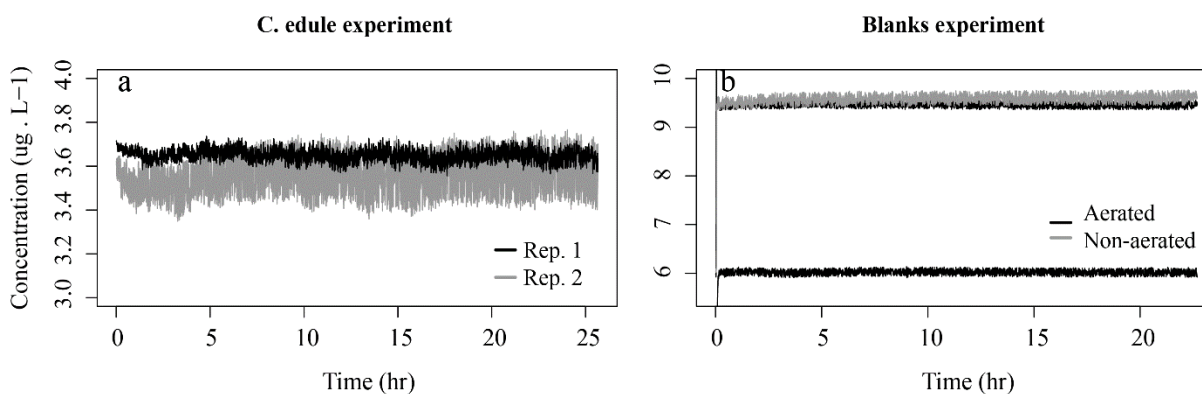 C. edule experiment
Blanks experiment
a
b
Concentration (ug . L−1)
4.0
3.8
3.6
3.4
3.2
3.0
Rep. 1
Rep. 2
0 5 10 15 20 25
Time (hr)
10
9
8
7
6
Aerated
Non-aerated
0 5 10 15 20
Time (hr)